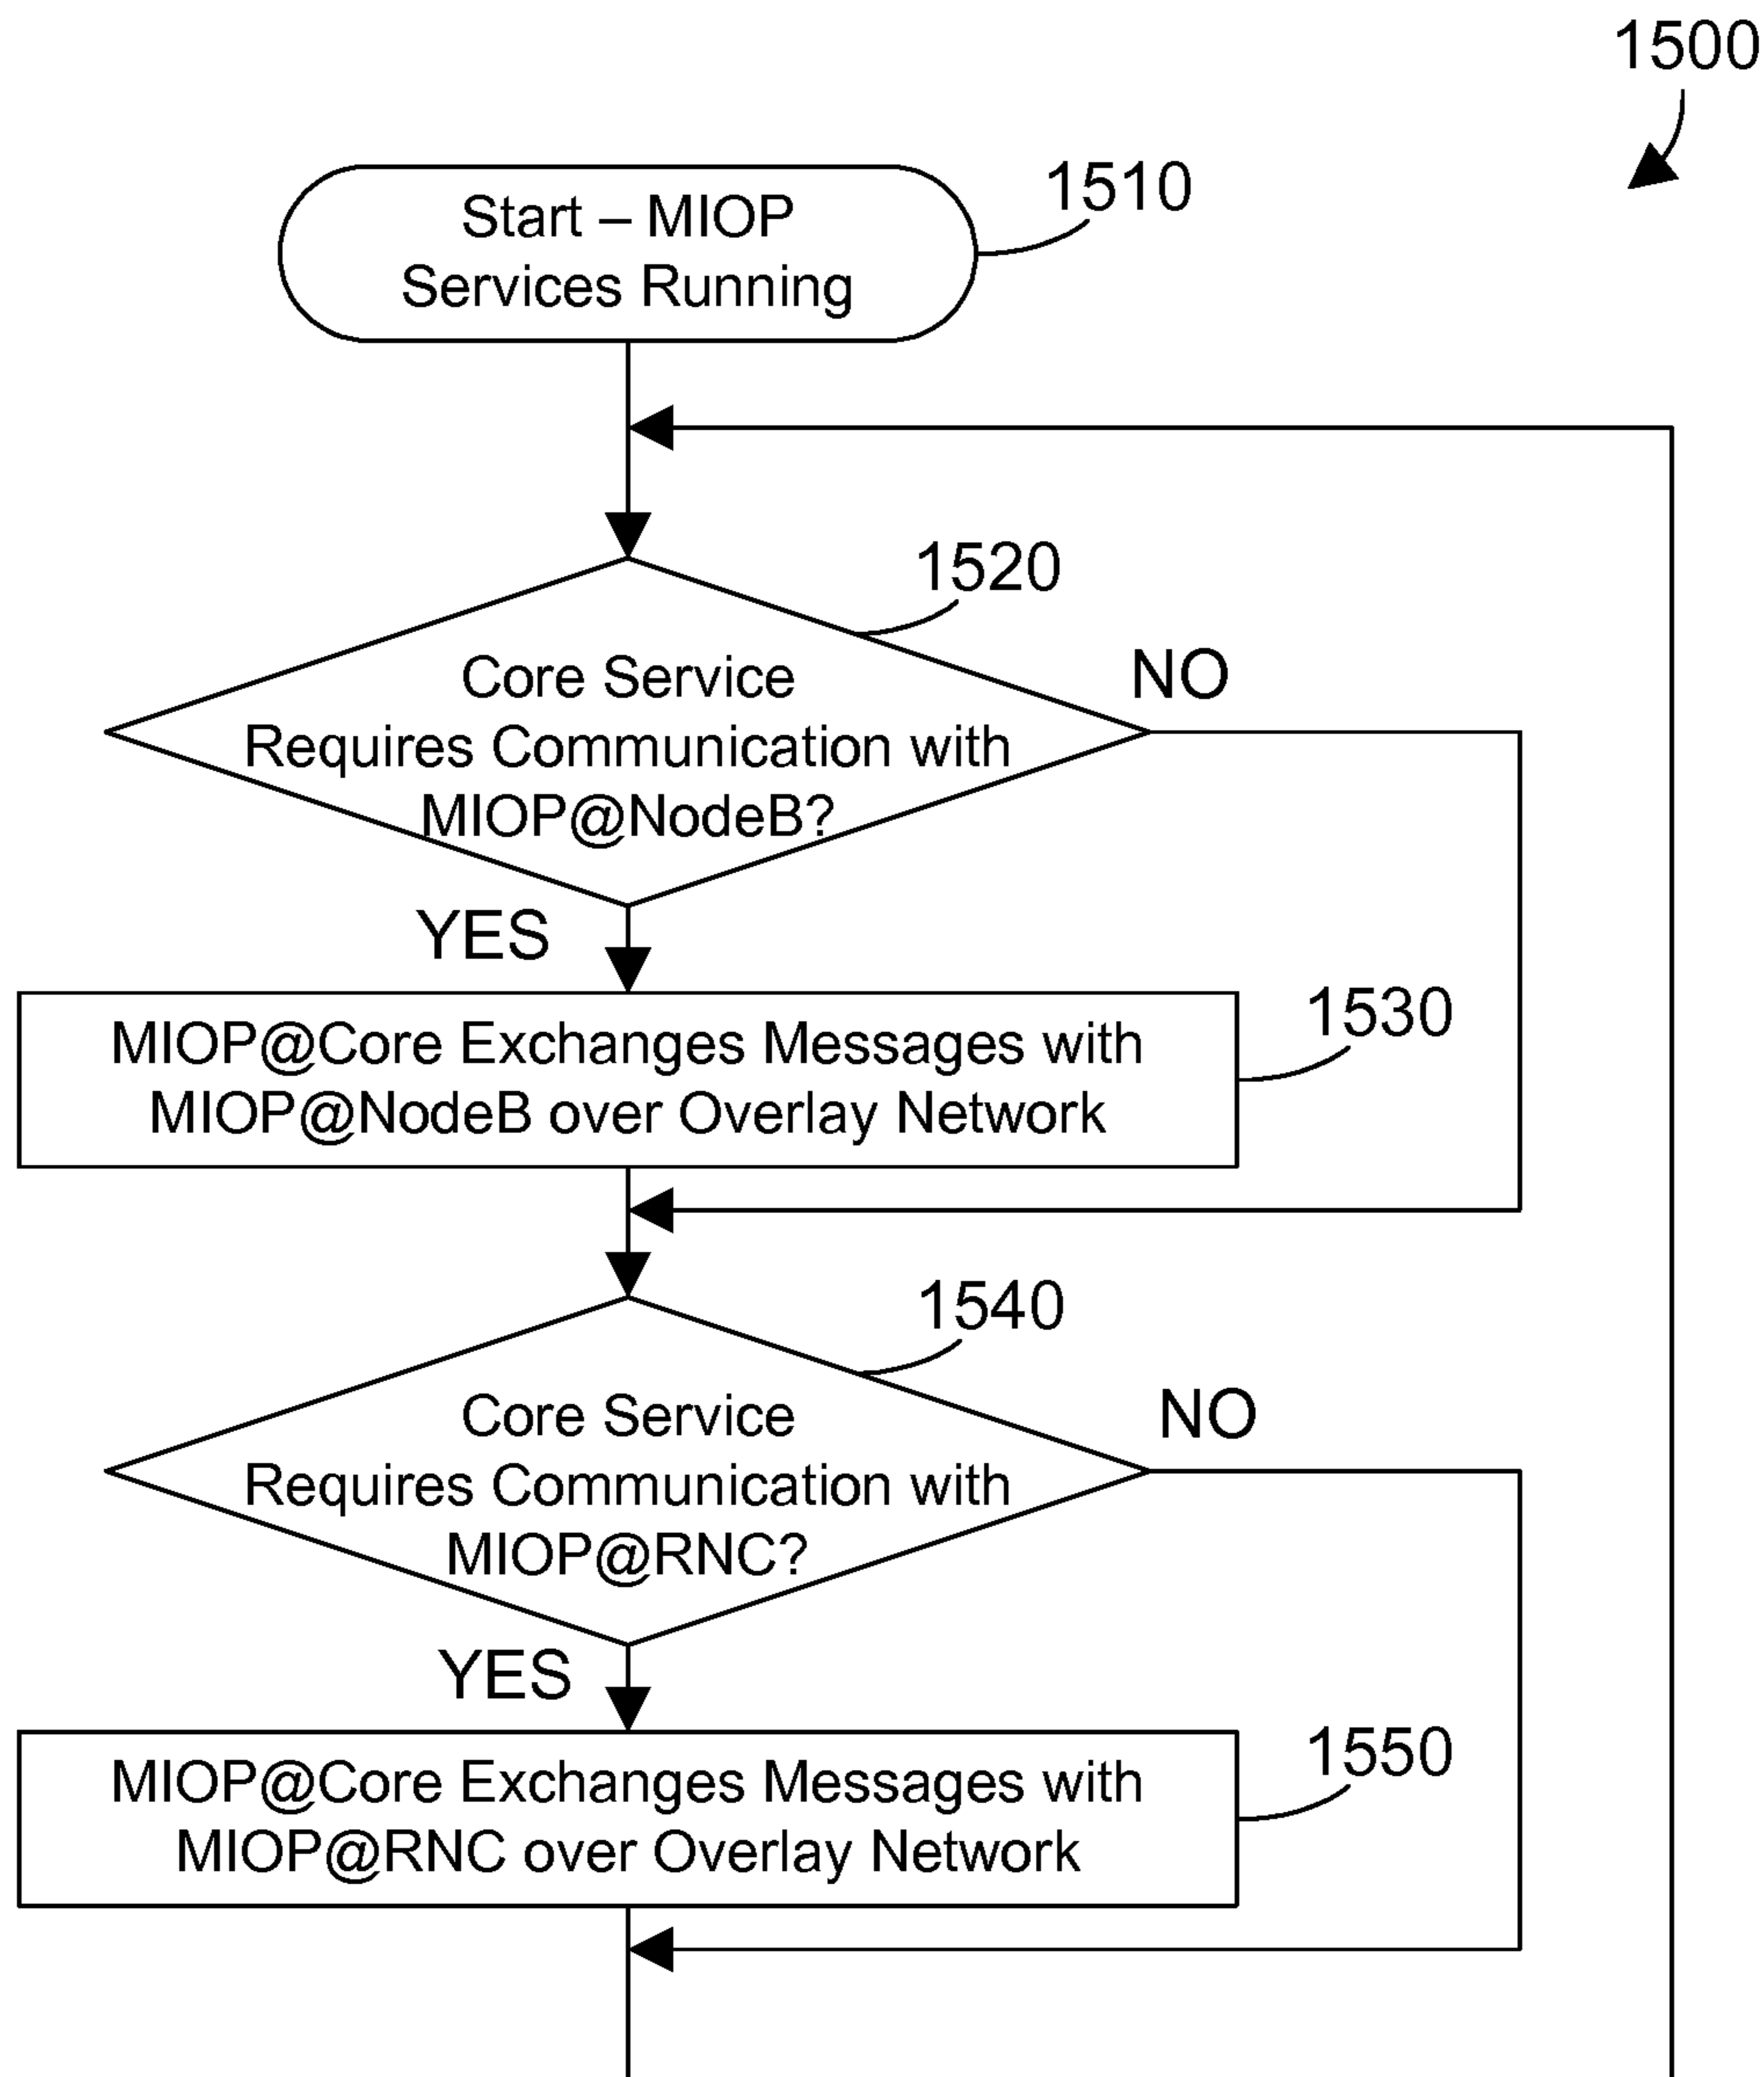 1500
Start – MIOP
Services Running
1510
1520
Core Service
Requires Communication with
MIOP@NodeB?
NO
YES
MIOP@Core Exchanges Messages with
MIOP@NodeB over Overlay Network
1530
1540
Core Service
Requires Communication with
MIOP@RNC?
NO
YES
MIOP@Core Exchanges Messages with
MIOP@RNC over Overlay Network
1550